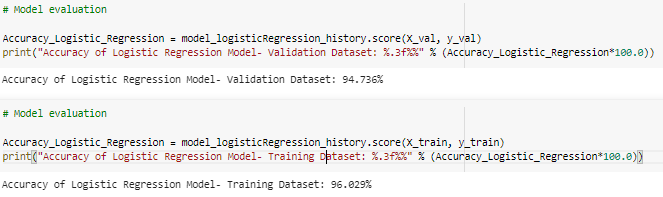 # Model evaluation
Accuracy_Logistic_Regression = model_logisticRegression_history.score(X_val, y_val)
print("Accuracy of Logistic Regression Model- Validation Dataset: %.3f%%" % (Accuracy_Logistic_Regression*100.0))
Accuracy of Logistic Regression Model- Validation Dataset: 94.736%
# Model evaluation
Accuracy_Logistic_Regression = model_logisticRegression_history.score(X_train, y_train)
print("Accuracy of Logistic Regression Model- Training Dataset: %.3f%%" % (Accuracy_Logistic_Regression*100.0))
Accuracy of Logistic Regression Model- Training Dataset: 96.029%